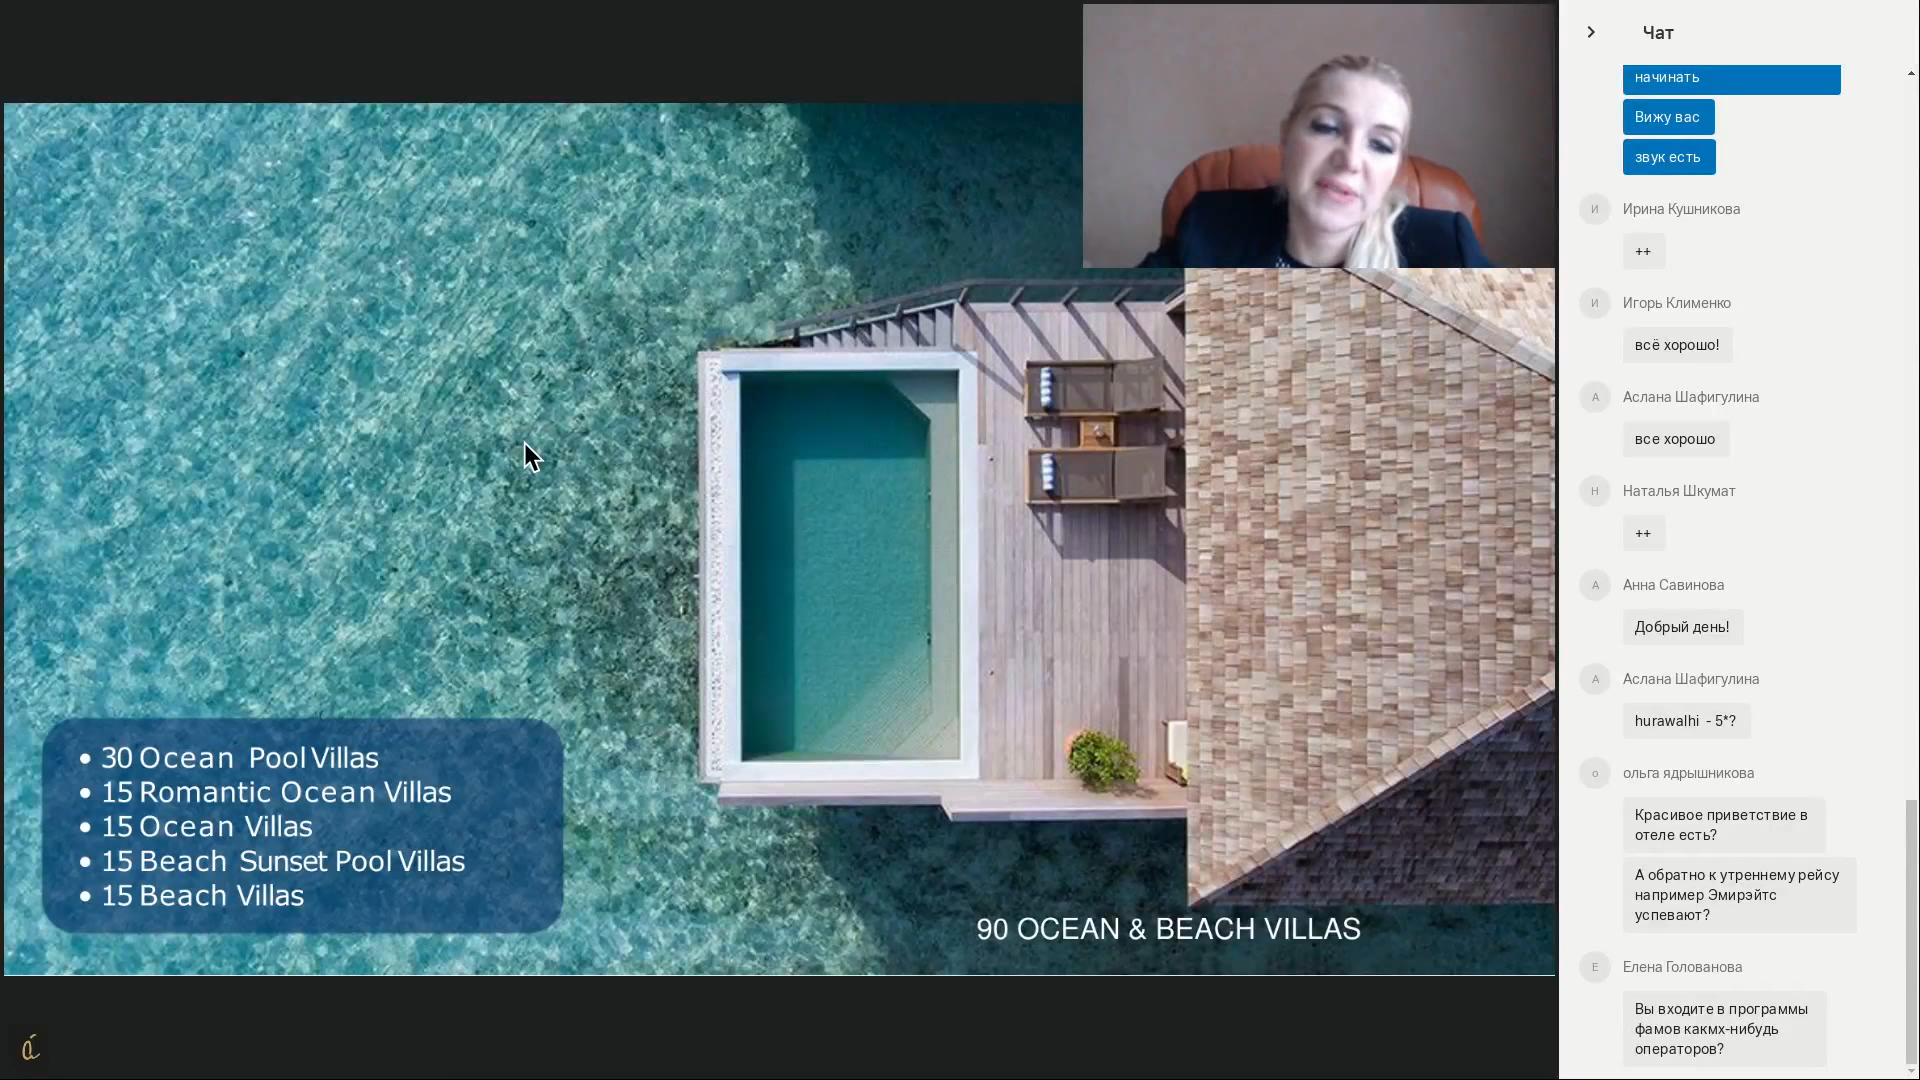 30 Ocean Pool Villas
15 Romantic Ocean Villas
15 Ocean Villas
15 Beach Sunset Pool Villas
15 Beach Villas
90 OCEAN & BEACH VILLAS
á
Чат
начинать
Вижу вас
звук есть
И
Ирина Кушникова
++
И
Игорь Клименко
всё хорошо!
А
Аслана Шафигулина
все хорошо
Н
Наталья Шкумат
++
А
Анна Савинова
Добрый день!
А
Аслана Шафигулина
hurawalhi - 5*?
о
ольга ядрышникова
Красивое приветствие в
отеле есть?
А обратно к утреннему рейсу
например Эмирэйтс
успевают?
Е
Елена Голованова
Вы входите в программы
фамов какмх-нибудь
операторов?